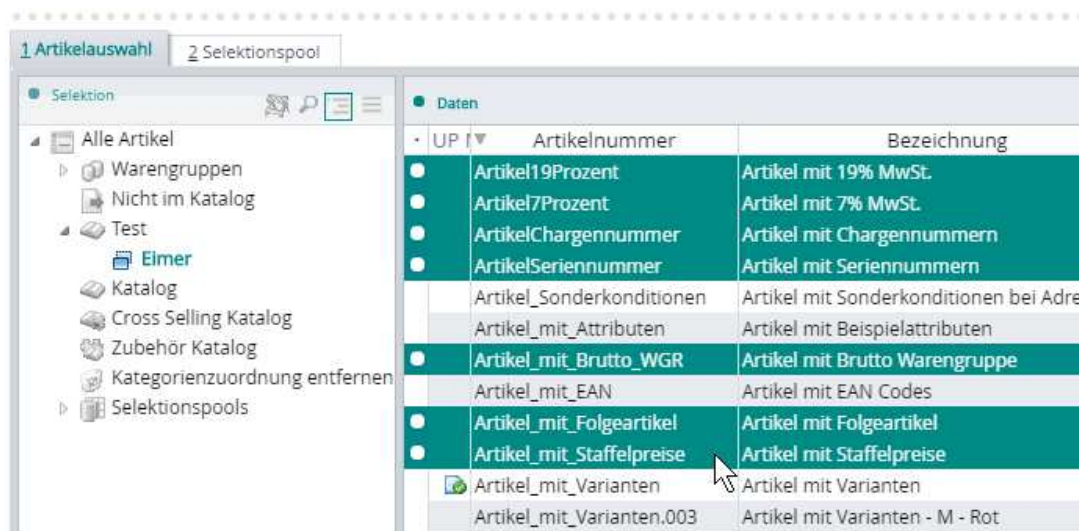 1 Artikelauswahl
2 Selektionspool
Selektion
Alle Artikel
Warengruppen
Nicht im Katalog
Test
Eimer
Katalog
Cross Selling Katalog
Zubehör Katalog
Kategorienzuordnung entfernen
Selektionspools
Daten
UP Artikelnummer Bezeichnung
Artikel19Prozent Artikel mit 19% MwSt.
Artikel7Prozent Artikel mit 7% MwSt.
ArtikelChargennummer Artikel mit Chargennummern
ArtikelSeriennummer Artikel mit Seriennummern
Artikel_Sonderkonditionen Artikel mit Sonderkonditionen bei Adre
Artikel_mit_Attributen Artikel mit Beispielattributen
Artikel_mit_Brutto_WGR Artikel mit Brutto Warengruppe
Artikel_mit_EAN Artikel mit EAN Codes
Artikel_mit_Folgeartikel Artikel mit Folgeartikel
Artikel_mit_Staffelpreise Artikel mit Staffelpreise
Artikel_mit_Varianten Artikel mit Varianten
Artikel_mit_Varianten.003 Artikel mit Varianten - M - Rot